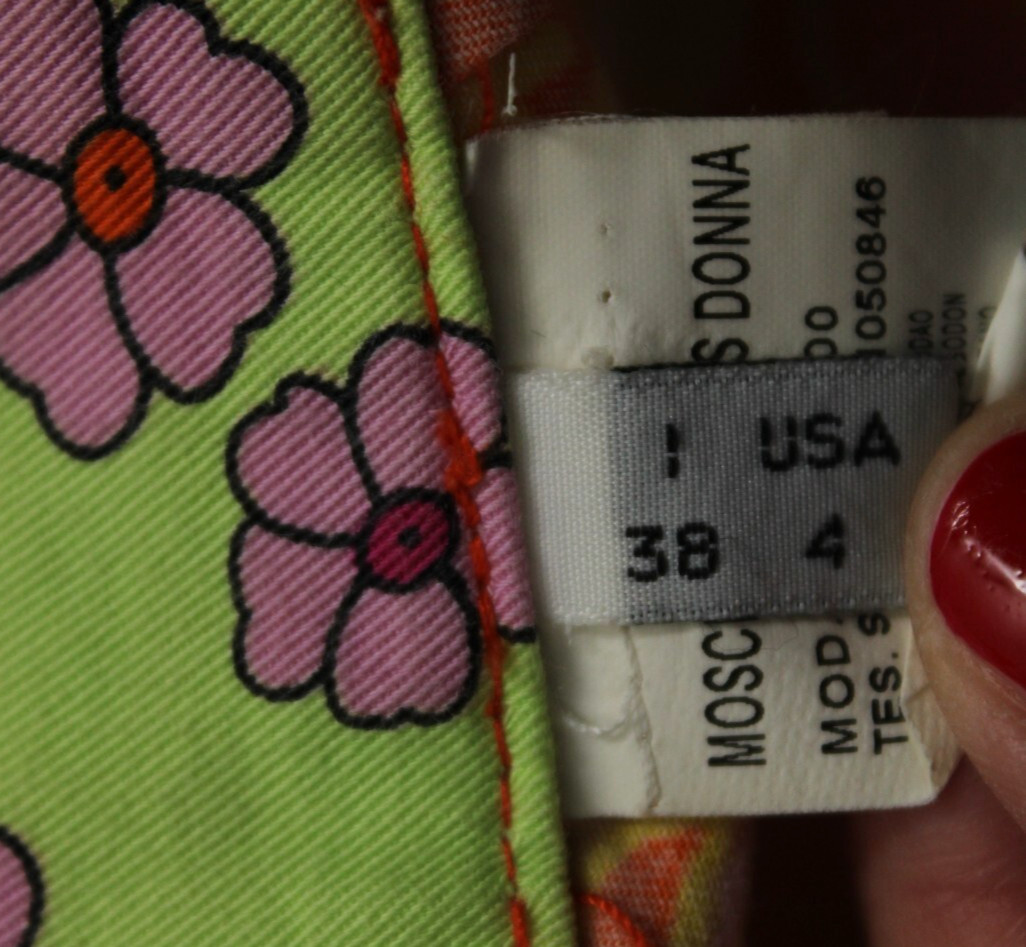 I USA
38 4
MOSC
S DONNA
MOD.
00
TES. S
1050846